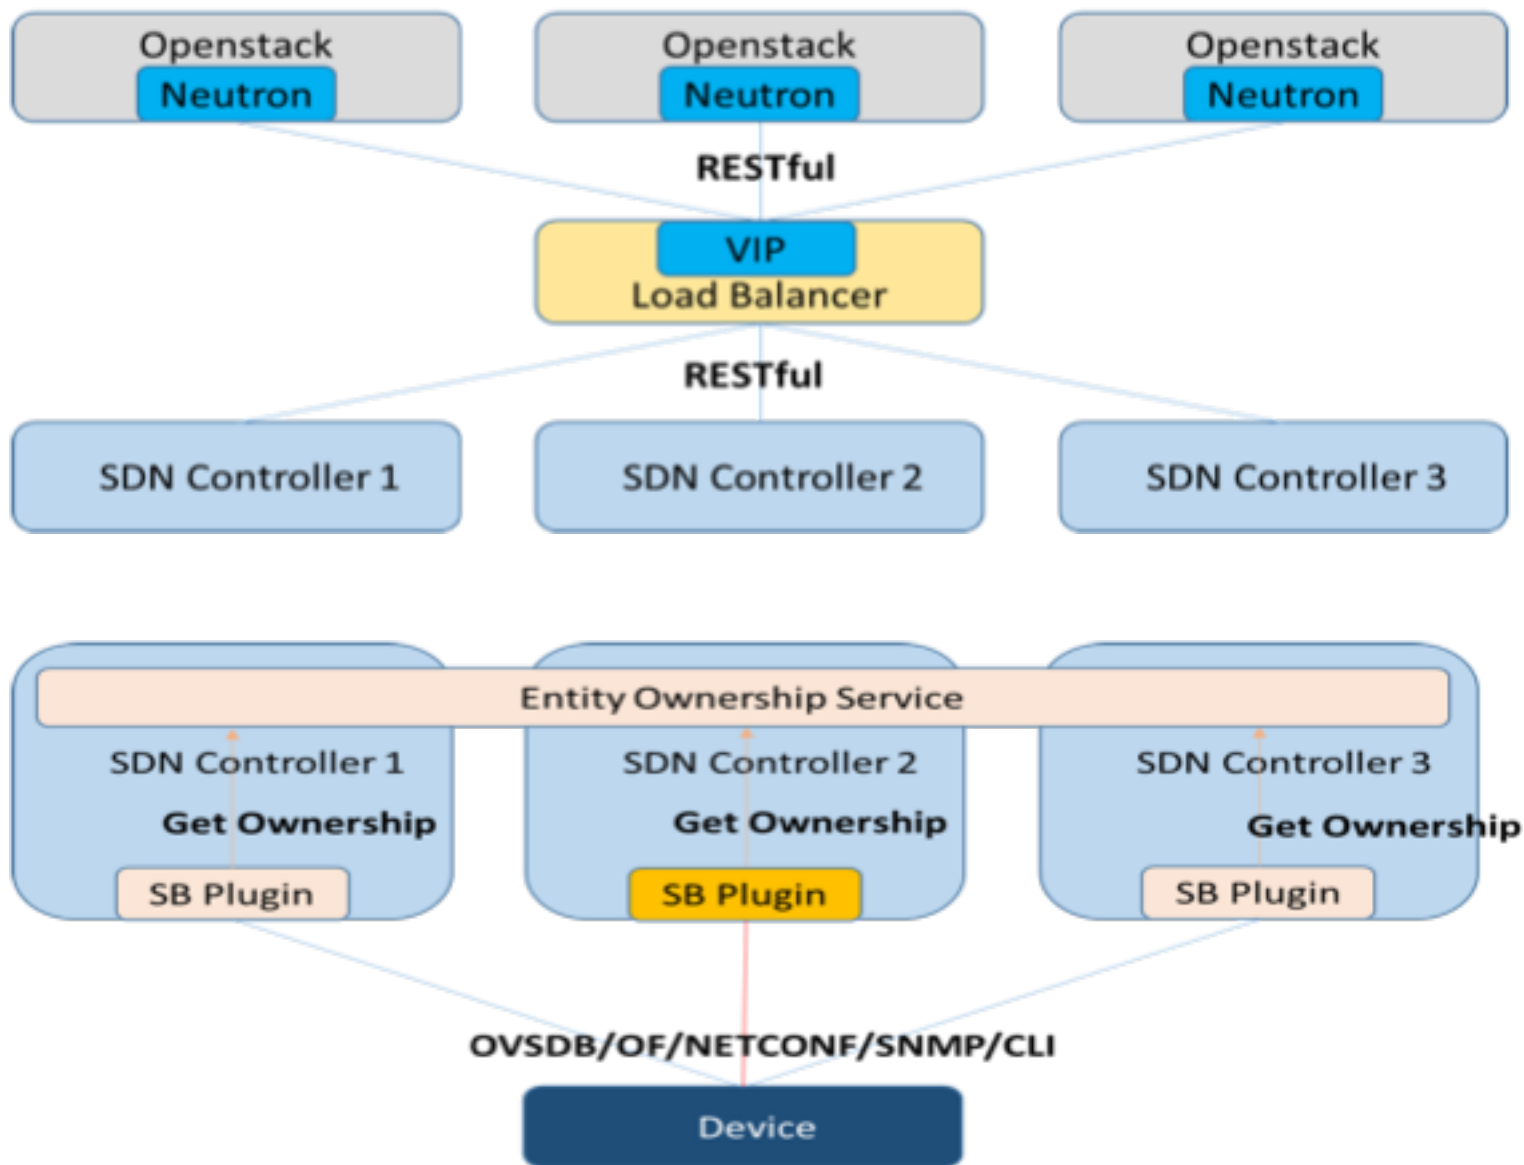 Openstack
Neutron
Openstack
Neutron
Openstack
Neutron
RESTful
VIP
Load Balancer
RESTful
SDN Controller 1
SDN Controller 2
SDN Controller 3
Entity Ownership Service
SDN Controller 1
SDN Controller 2
SDN Controller 3
Get Ownership
Get Ownership
Get Ownership
SB Plugin
SB Plugin
SB Plugin
OVSDB/OF/NETCONF/SNMP/CLI
Device